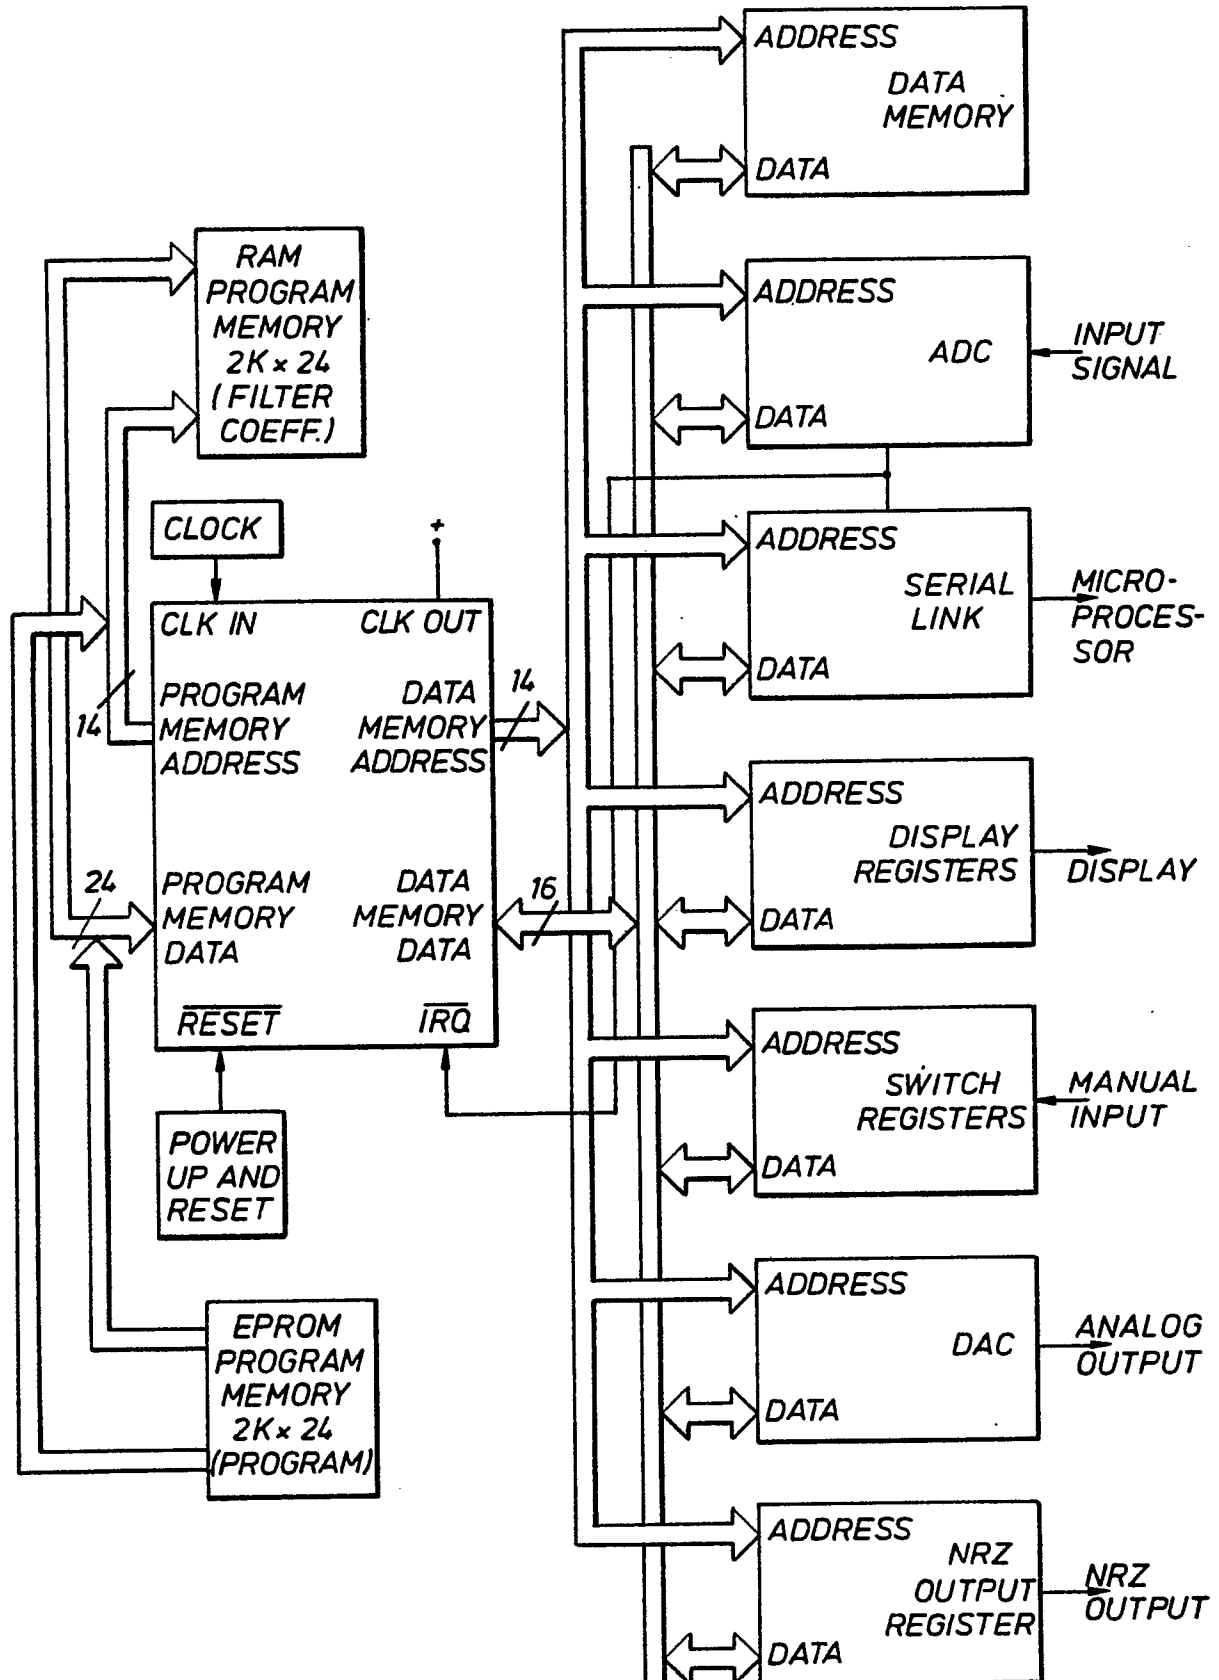 ADDRESS
DATA
MEMORY
DATA
RAM
PROGRAM
MEMORY
2K x 24
(FILTER
COEFF.)
ADDRESS
ADC
DATA
INPUT
SIGNAL
CLOCK
+
ADDRESS
SERIAL
LINK
DATA
MICRO-
PROCES-
SOR
CLK IN
CLK OUT
PROGRAM
MEMORY
ADDRESS
14
DATA
MEMORY
ADDRESS
14
PROGRAM
MEMORY
DATA
24
DATA
MEMORY
DATA
16
RESET
IRQ
ADDRESS
DISPLAY
REGISTERS
DATA
DISPLAY
POWER
UP AND
RESET
ADDRESS
SWITCH
REGISTERS
DATA
MANUAL
INPUT
EPROM
PROGRAM
MEMORY
2K x 24
(PROGRAM)
ADDRESS
DAC
DATA
ANALOG
OUTPUT
ADDRESS
NRZ
OUTPUT
REGISTER
DATA
NRZ
OUTPUT